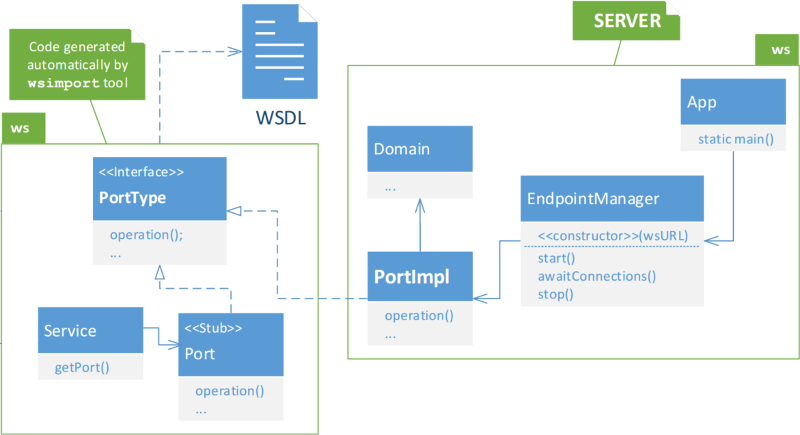 Code generated
automatically by
wsimport tool
ws
WSDL
SERVER
ws
<<Interface>>
PortType
operation();
...
Service
getPort()
<<Stub>>
Port
operation()
...
Domain
...
PortImpl
operation()
...
EndpointManager
<<constructor>>(wsURL)
start()
awaitConnections()
stop()
App
static main()